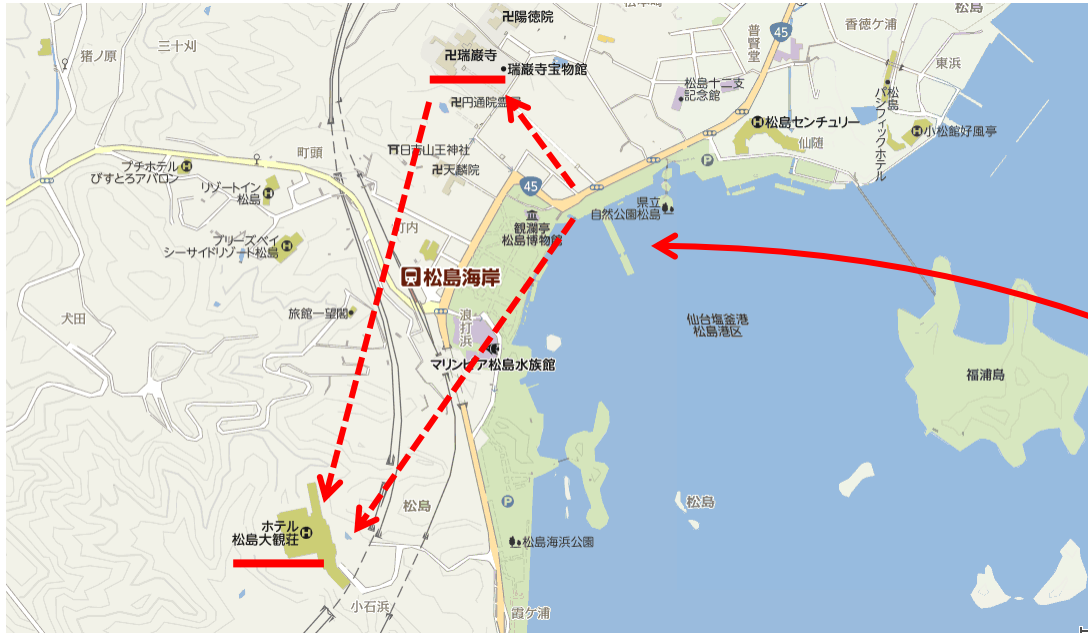 卍陽徳院
松島
香徳ケ浦
45
普賢堂
三十刈
猪ノ原
卍瑞巌寺
瑞巌寺宝物館
東浜
松島十二支
記念館
松島
パシフィックホテル
卍円通院霊
松島センチュリー
小松館好風亭
仙随
日吉山王神社
町頭
プチホテル
びすとろアバロン
卍天麟院
P
リゾートイン
松島
45
県立
自然公園松島
観瀾亭
松島博物館
町内
ブリーズベイ
シーサイドリゾート松島
松島海岸
旅館一望閣
犬田
浪打浜
仙台塩釜港
松島港区
マリンピア松島水族館
福浦島
松島
P
松島
ホテル
松島大観荘
松島海浜公園
小石浜
霞ケ浦